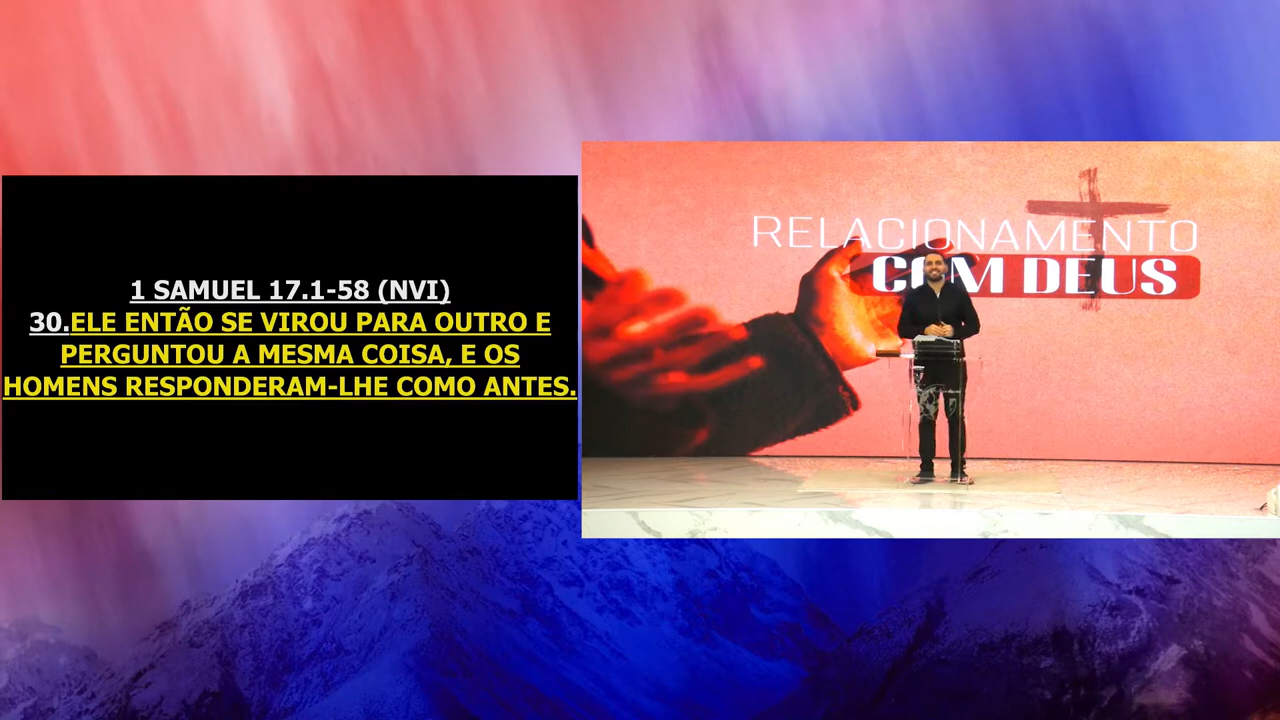 1 SAMUEL 17.1-58 (NVI)
30.ELE ENTÃO SE VIROU PARA OUTRO E
PERGUNTOU A MESMA COISA, E OS
HOMENS RESPONDERAM-LHE COMO ANTES.
RELACIONAMENTO
COM DEUS